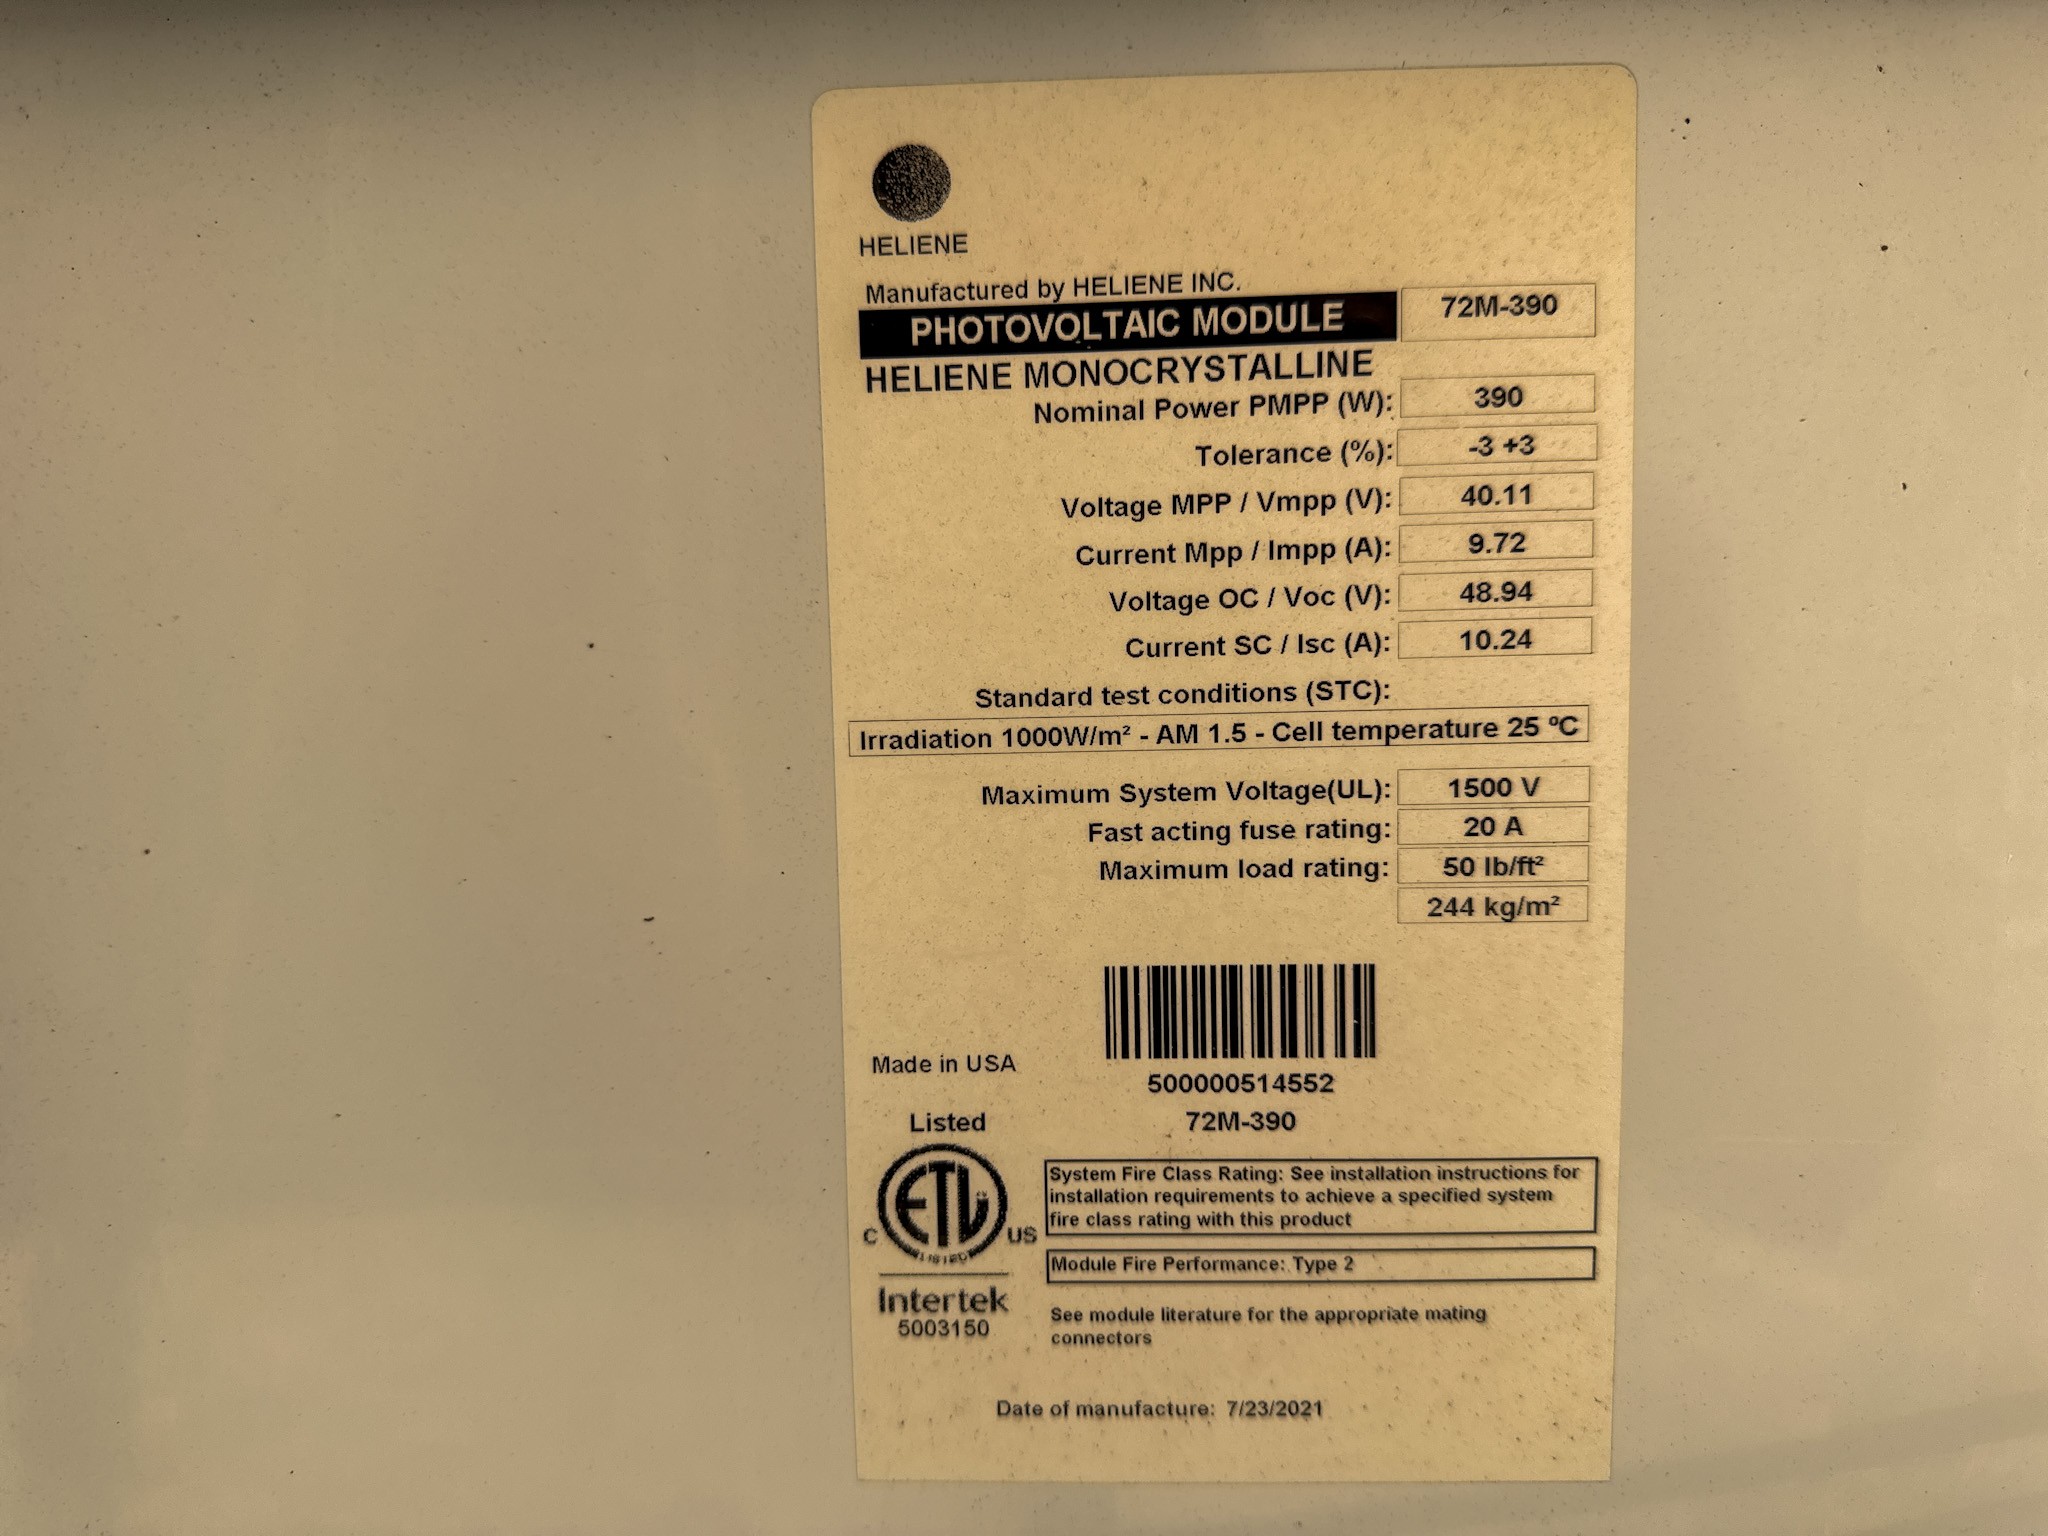 HELIENE
Manufactured by HELIENE INC.
PHOTOVOLTAIC MODULE 72M-390
HELIENE MONOCRYSTALLINE
Nominal Power PMPP (W): 390
Tolerance (%): -3 +3
Voltage MPP / Vmpp (V): 40.11
Current Mpp / Impp (A): 9.72
Voltage OC / Voc (V): 48.94
Current SC / Isc (A): 10.24
Standard test conditions (STC):
Irradiation 1000W/m² - AM 1.5 - Cell temperature 25 ºC
Maximum System Voltage(UL): 1500 V
Fast acting fuse rating: 20 A
Maximum load rating: 50 lb/ft²
244 kg/m²
Made in USA
500000514552
72M-390
Listed
ETL
LISTED
C US
Intertek
5003150
System Fire Class Rating: See installation instructions for
installation requirements to achieve a specified system
fire class rating with this product
Module Fire Performance: Type 2
See module literature for the appropriate mating
connectors
Date of manufacture: 7/23/2021